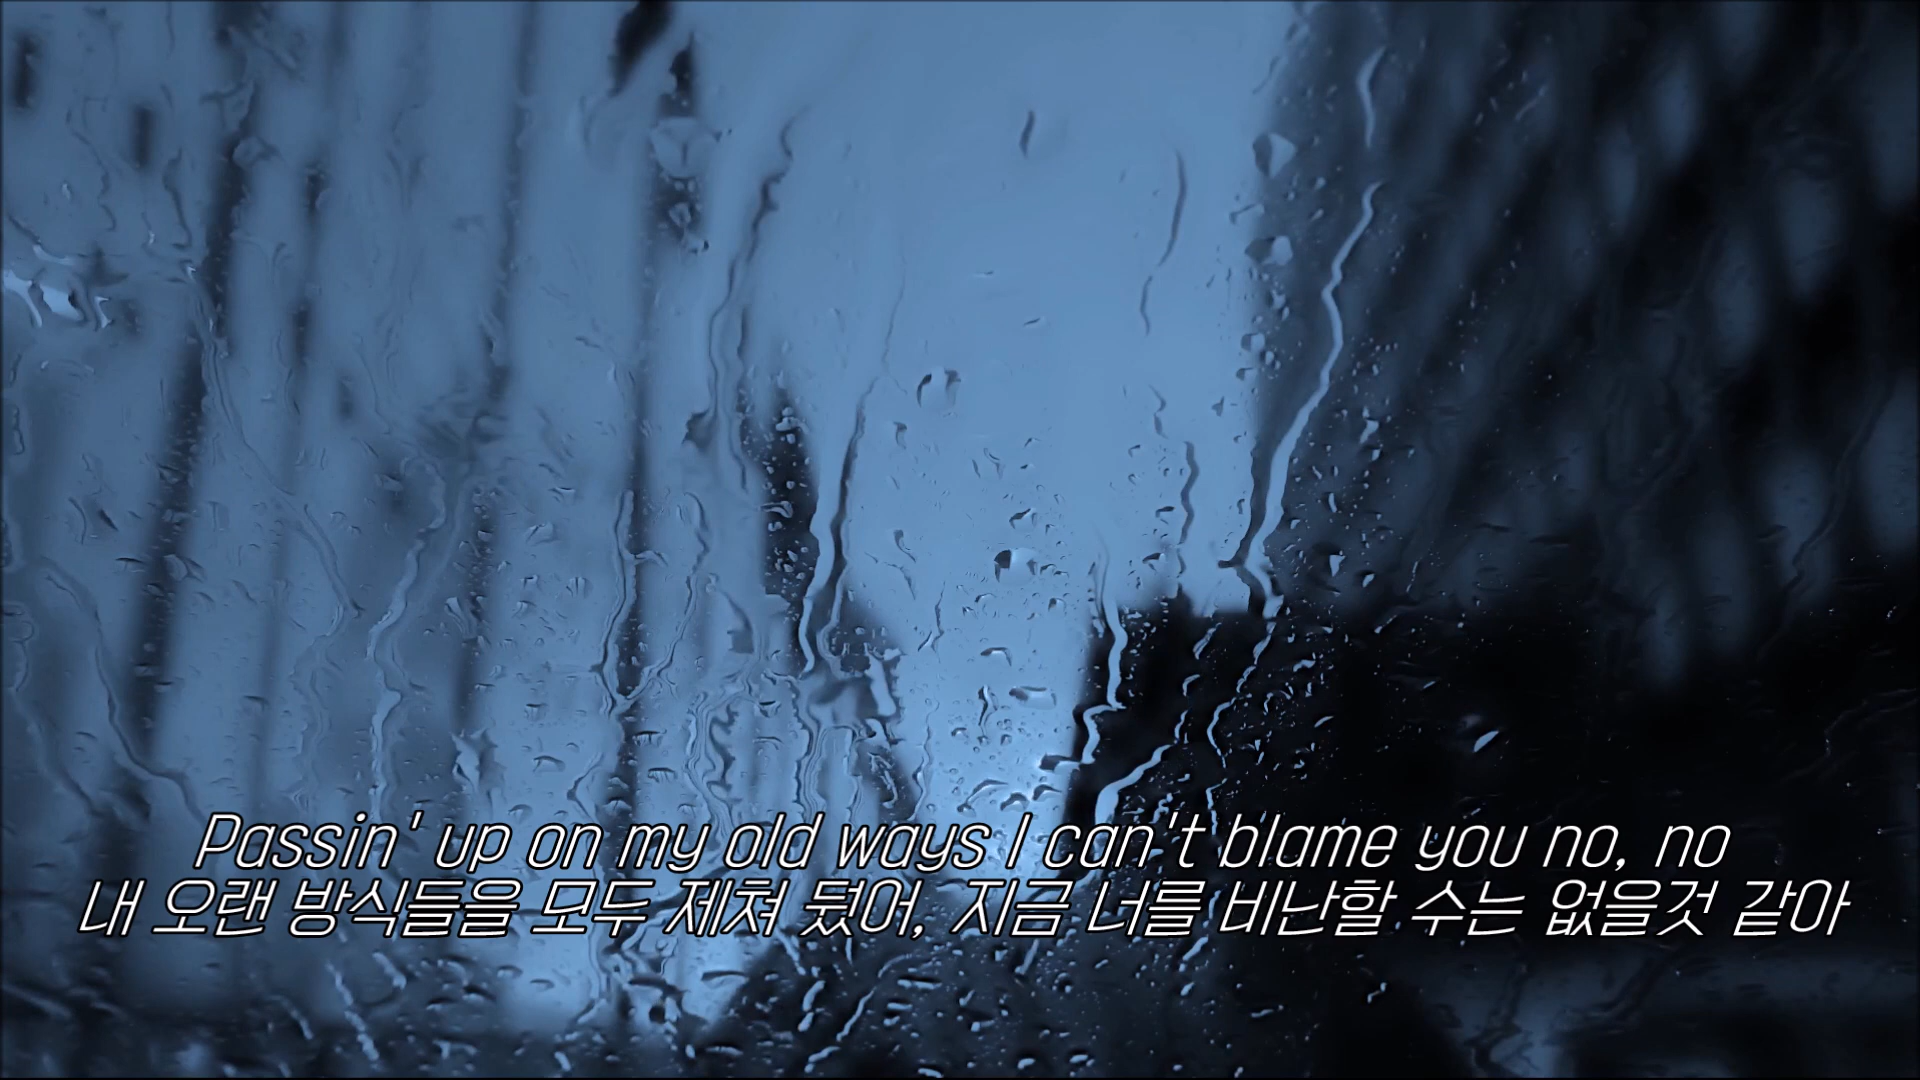 Passin' up on my old ways I can't blame you no, no
내 오랜 방식들을 모두 제쳐 뒀어, 지금 너를 비난할 수는 없을것 같아